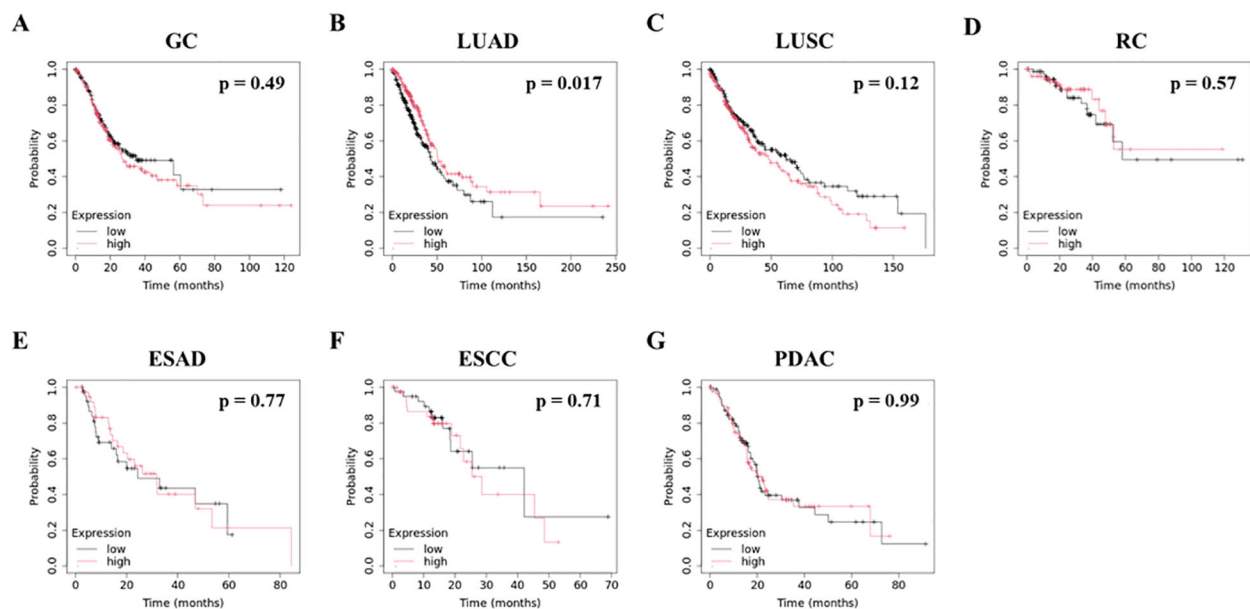 A
GC
p = 0.49
Probability
1.0
0.8
0.6
0.4
0.2
0.0
Expression
low
high
0 20 40 60 80 100 120
Time (months)
B
LUAD
p = 0.017
Probability
1.0
0.8
0.6
0.4
0.2
0.0
Expression
low
high
0 50 100 150 200 250
Time (months)
C
LUSC
p = 0.12
Probability
1.0
0.8
0.6
0.4
0.2
0.0
Expression
low
high
0 50 100 150
Time (months)
D
RC
p = 0.57
Probability
1.0
0.8
0.6
0.4
0.2
0.0
Expression
low
high
0 20 40 60 80 100 120
Time (months)
E
ESAD
p = 0.77
Probability
1.0
0.8
0.6
0.4
0.2
0.0
Expression
low
high
0 20 40 60 80
Time (months)
F
ESCC
p = 0.71
Probability
1.0
0.8
0.6
0.4
0.2
0.0
Expression
low
high
0 10 20 30 40 50 60 70
Time (months)
G
PDAC
p = 0.99
Probability
1.0
0.8
0.6
0.4
0.2
0.0
Expression
low
high
0 20 40 60 80
Time (months)